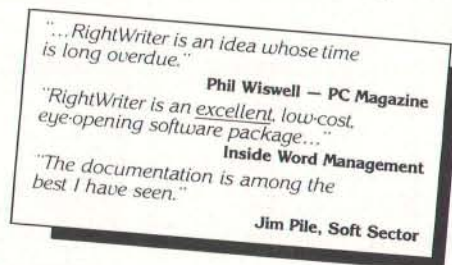 "...RightWriter is an idea whose time
is long overdue."
Phil Wiswell — PC Magazine
"RightWriter is an excellent, low-cost,
eye-opening software package..."
Inside Word Management
"The documentation is among the
best I have seen."
Jim Pile, Soft Sector